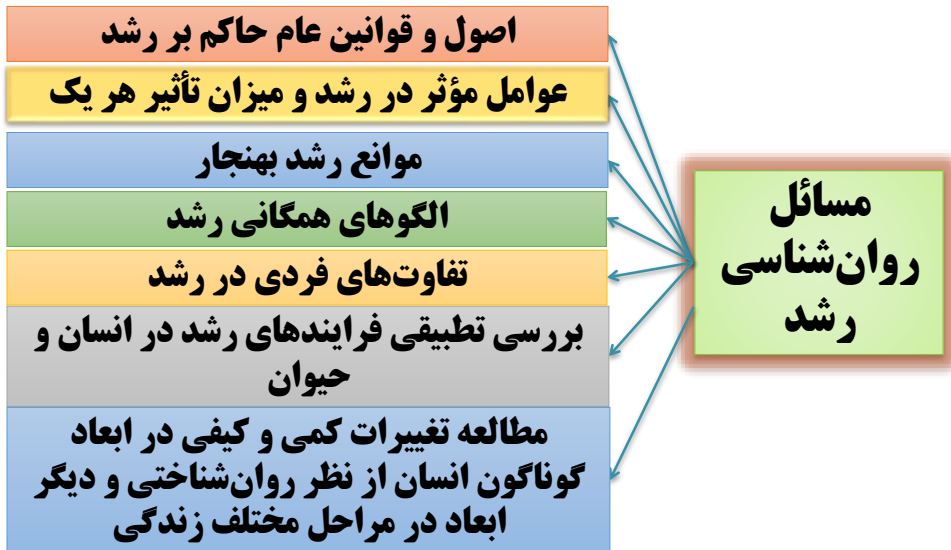 مسائل
روان‌شناسی
رشد
اصول و قوانین عام حاکم بر رشد
عوامل مؤثر در رشد و میزان تأثیر هر یک
موانع رشد بهنجار
الگوهای همگانی رشد
تفاوت‌های فردی در رشد
بررسی تطبیقی فرایندهای رشد در انسان و
حیوان
مطالعه تغییرات کمی و کیفی در ابعاد
گوناگون انسان از نظر روان‌شناختی و دیگر
ابعاد در مراحل مختلف زندگی